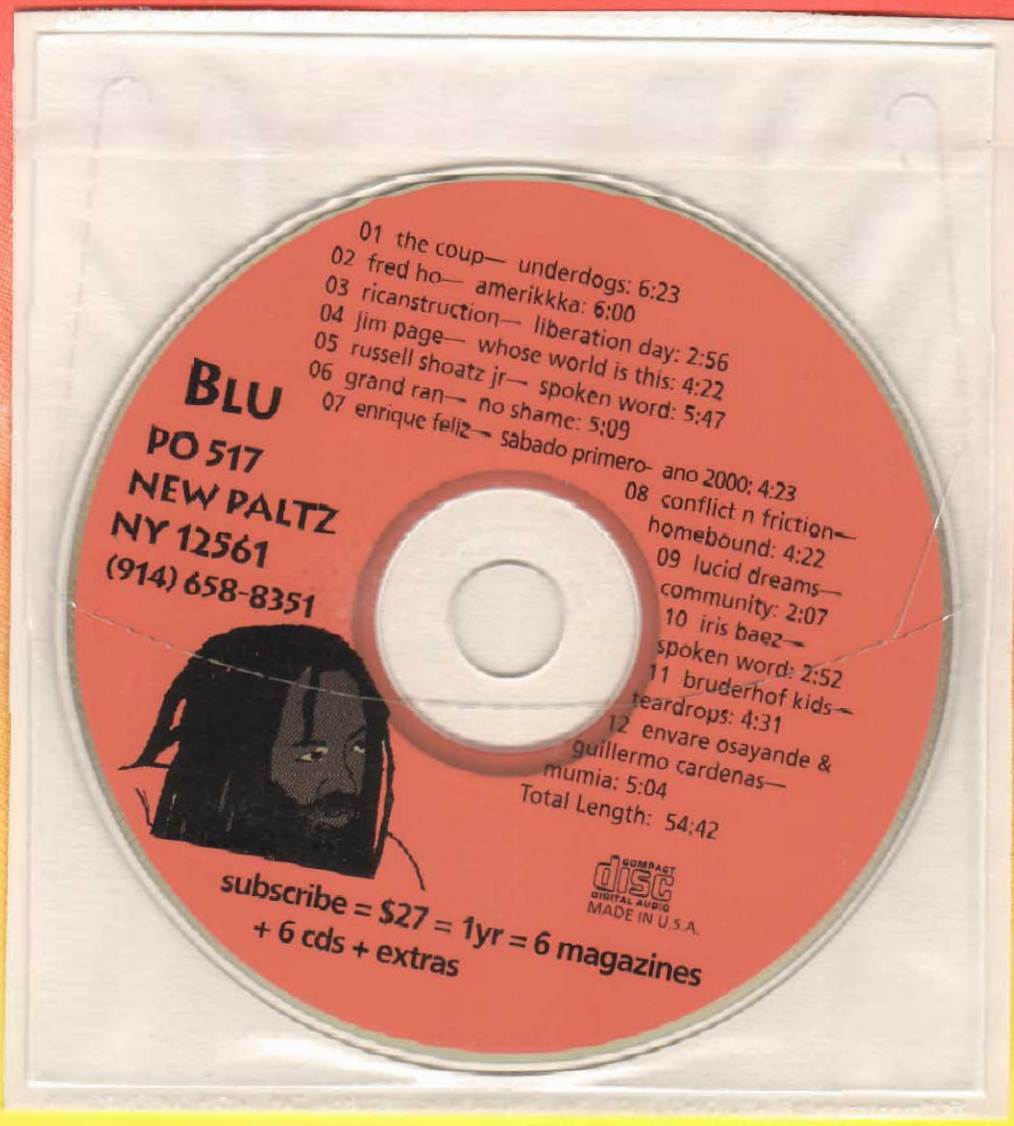 01 the coup— underdogs: 6:23
02 fred ho— amerikkka: 6:00
03 ricanstruction— liberation day: 2:56
04 jim page— whose world is this: 4:22
05 russell shoatz jr— spoken word: 5:47
06 grand ran— no shame: 5:09
07 enrique feliz— sabado primero- ano 2000: 4:23
08 conflict n friction—
homebound: 4:22
09 lucid dreams—
community: 2:07
10 iris baez—
spoken word: 2:52
11 bruderhof kids—
teardrops: 4:31
12 envare osayande &
guillermo cardenas—
mumia: 5:04
Total Length: 54:42
BLU
PO 517
NEW PALTZ
NY 12561
(914) 658-8351
COMPACT
disc
DIGITAL AUDIO
MADE IN U.S.A.
subscribe = $27 = 1yr = 6 magazines
+ 6 cds + extras